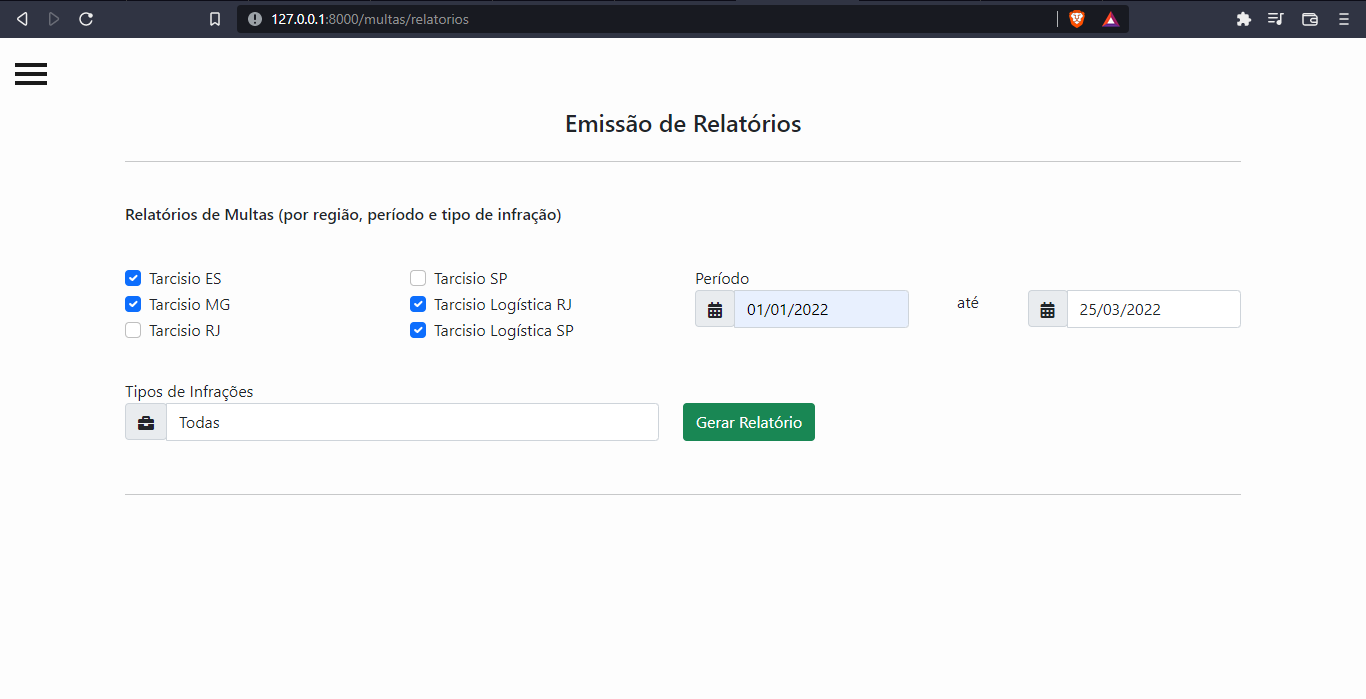 127.0.0.1:8000/multas/relatorios
Emissão de Relatórios
Relatórios de Multas (por região, período e tipo de infração)
Tarcisio ES
Tarcisio MG
Tarcisio RJ
Tarcisio SP
Tarcisio Logística RJ
Tarcisio Logística SP
Período
01/01/2022 até 25/03/2022
Tipos de Infrações
Todas
Gerar Relatório